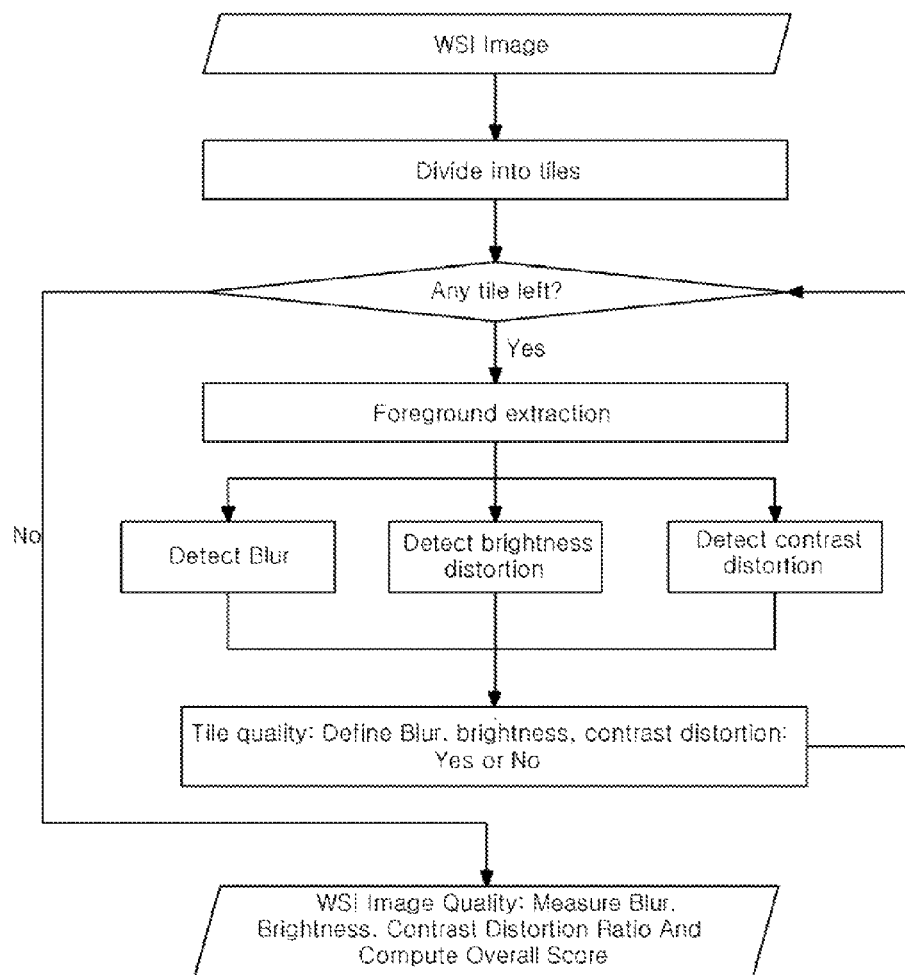 WSI Image
Divide into tiles
Any tile left?
Yes
Foreground extraction
No
Detect Blur
Detect brightness
distortion
Detect contrast
distortion
Tile quality: Define Blur, brightness, contrast distortion:
Yes or No
WSI Image Quality: Measure Blur,
Brightness, Contrast Distortion Ratio And
Compute Overall Score